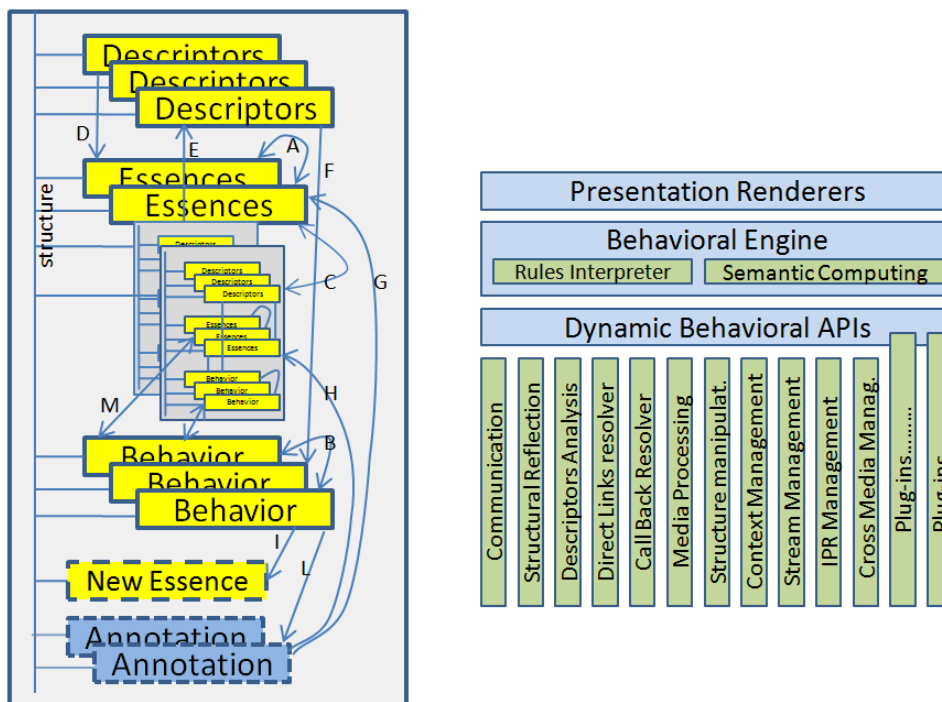 Descriptors
Descriptors
Descriptors
D
E
A
F
Essences
Essences
structure
Descriptors
Descriptors
Descriptors
Descriptors
C
G
Essences
Essences
Essences
H
Behavior
Behavior
Behavior
M
B
Behavior
Behavior
Behavior
I
L
New Essence
Annotation
Annotation
Presentation Renderers
Behavioral Engine
Rules Interpreter
Semantic Computing
Dynamic Behavioral APIs
Communication
Structural Reflection
Descriptors Analysis
Direct Links resolver
Call Back Resolver
Media Processing
Structure manipulat.
Context Management
Stream Management
IPR Management
Cross Media Manag.
Plug-ins.........
Plug-ins